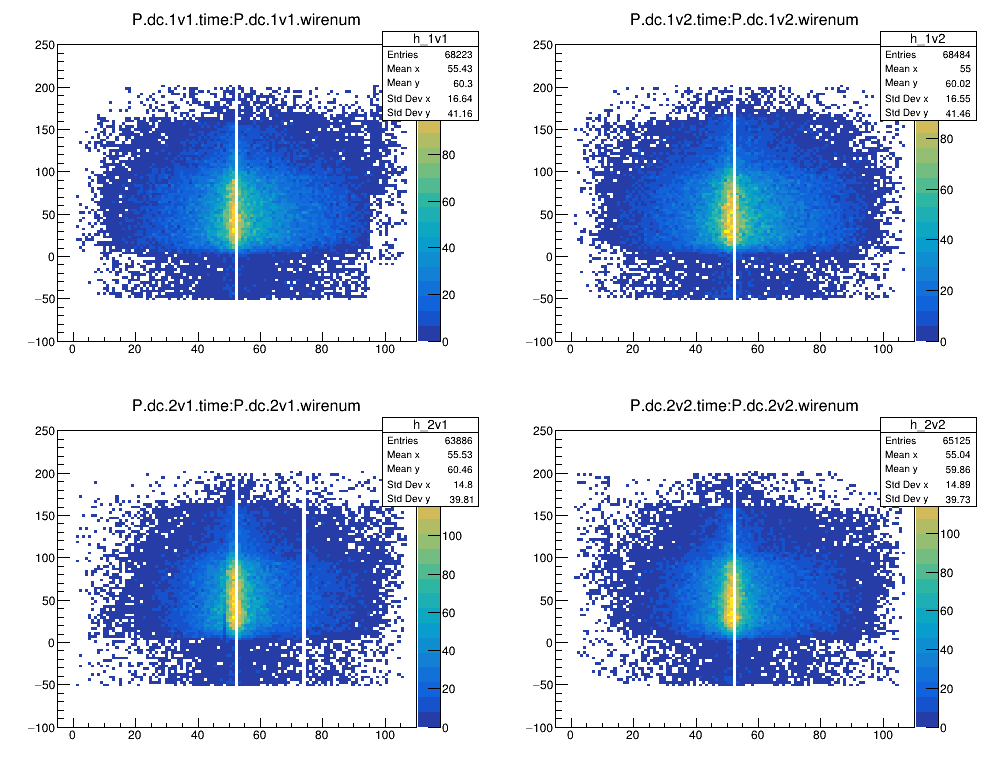 P.dc.1v1.time:P.dc.1v1.wirenum
h_1v1
Entries 68223
Mean x 55.43
Mean y 60.3
Std Dev x 16.64
Std Dev y 41.16
250
200
150
100
50
0
−50
−100
0 20 40 60 80 100
80
60
40
20
0
P.dc.1v2.time:P.dc.1v2.wirenum
h_1v2
Entries 68484
Mean x 55
Mean y 60.02
Std Dev x 16.55
Std Dev y 41.46
250
200
150
100
50
0
−50
−100
0 20 40 60 80 100
80
60
40
20
0
P.dc.2v1.time:P.dc.2v1.wirenum
h_2v1
Entries 63886
Mean x 55.53
Mean y 60.46
Std Dev x 14.8
Std Dev y 39.81
250
200
150
100
50
0
−50
−100
0 20 40 60 80 100
100
80
60
40
20
0
P.dc.2v2.time:P.dc.2v2.wirenum
h_2v2
Entries 65125
Mean x 55.04
Mean y 59.86
Std Dev x 14.89
Std Dev y 39.73
250
200
150
100
50
0
−50
−100
0 20 40 60 80 100
100
80
60
40
20
0